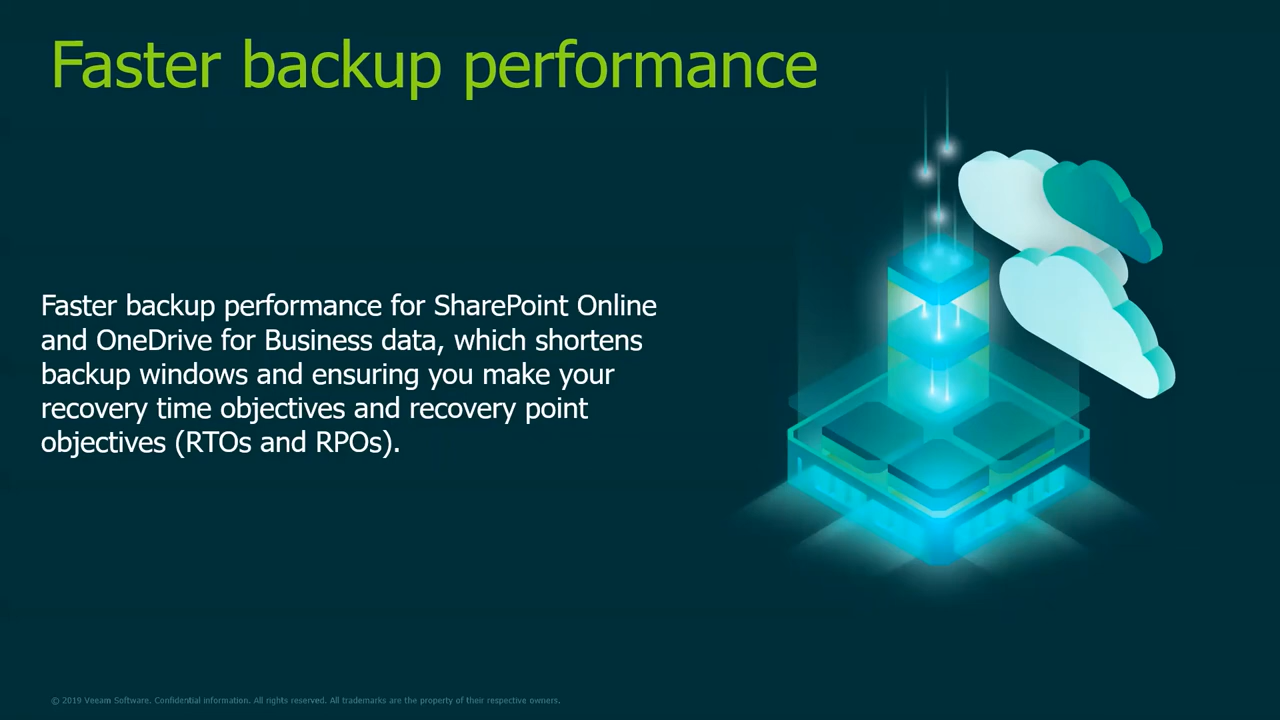 Faster backup performance
Faster backup performance for SharePoint Online
and OneDrive for Business data, which shortens
backup windows and ensuring you make your
recovery time objectives and recovery point
objectives (RTOs and RPOs).
© 2019 Veeam Software. Confidential information. All rights reserved. All trademarks are the property of their respective owners.